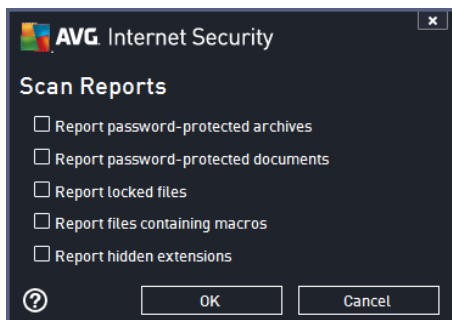 AVG. Internet Security
x
Scan Reports
Report password-protected archives
Report password-protected documents
Report locked files
Report files containing macros
Report hidden extensions
?
OK
Cancel